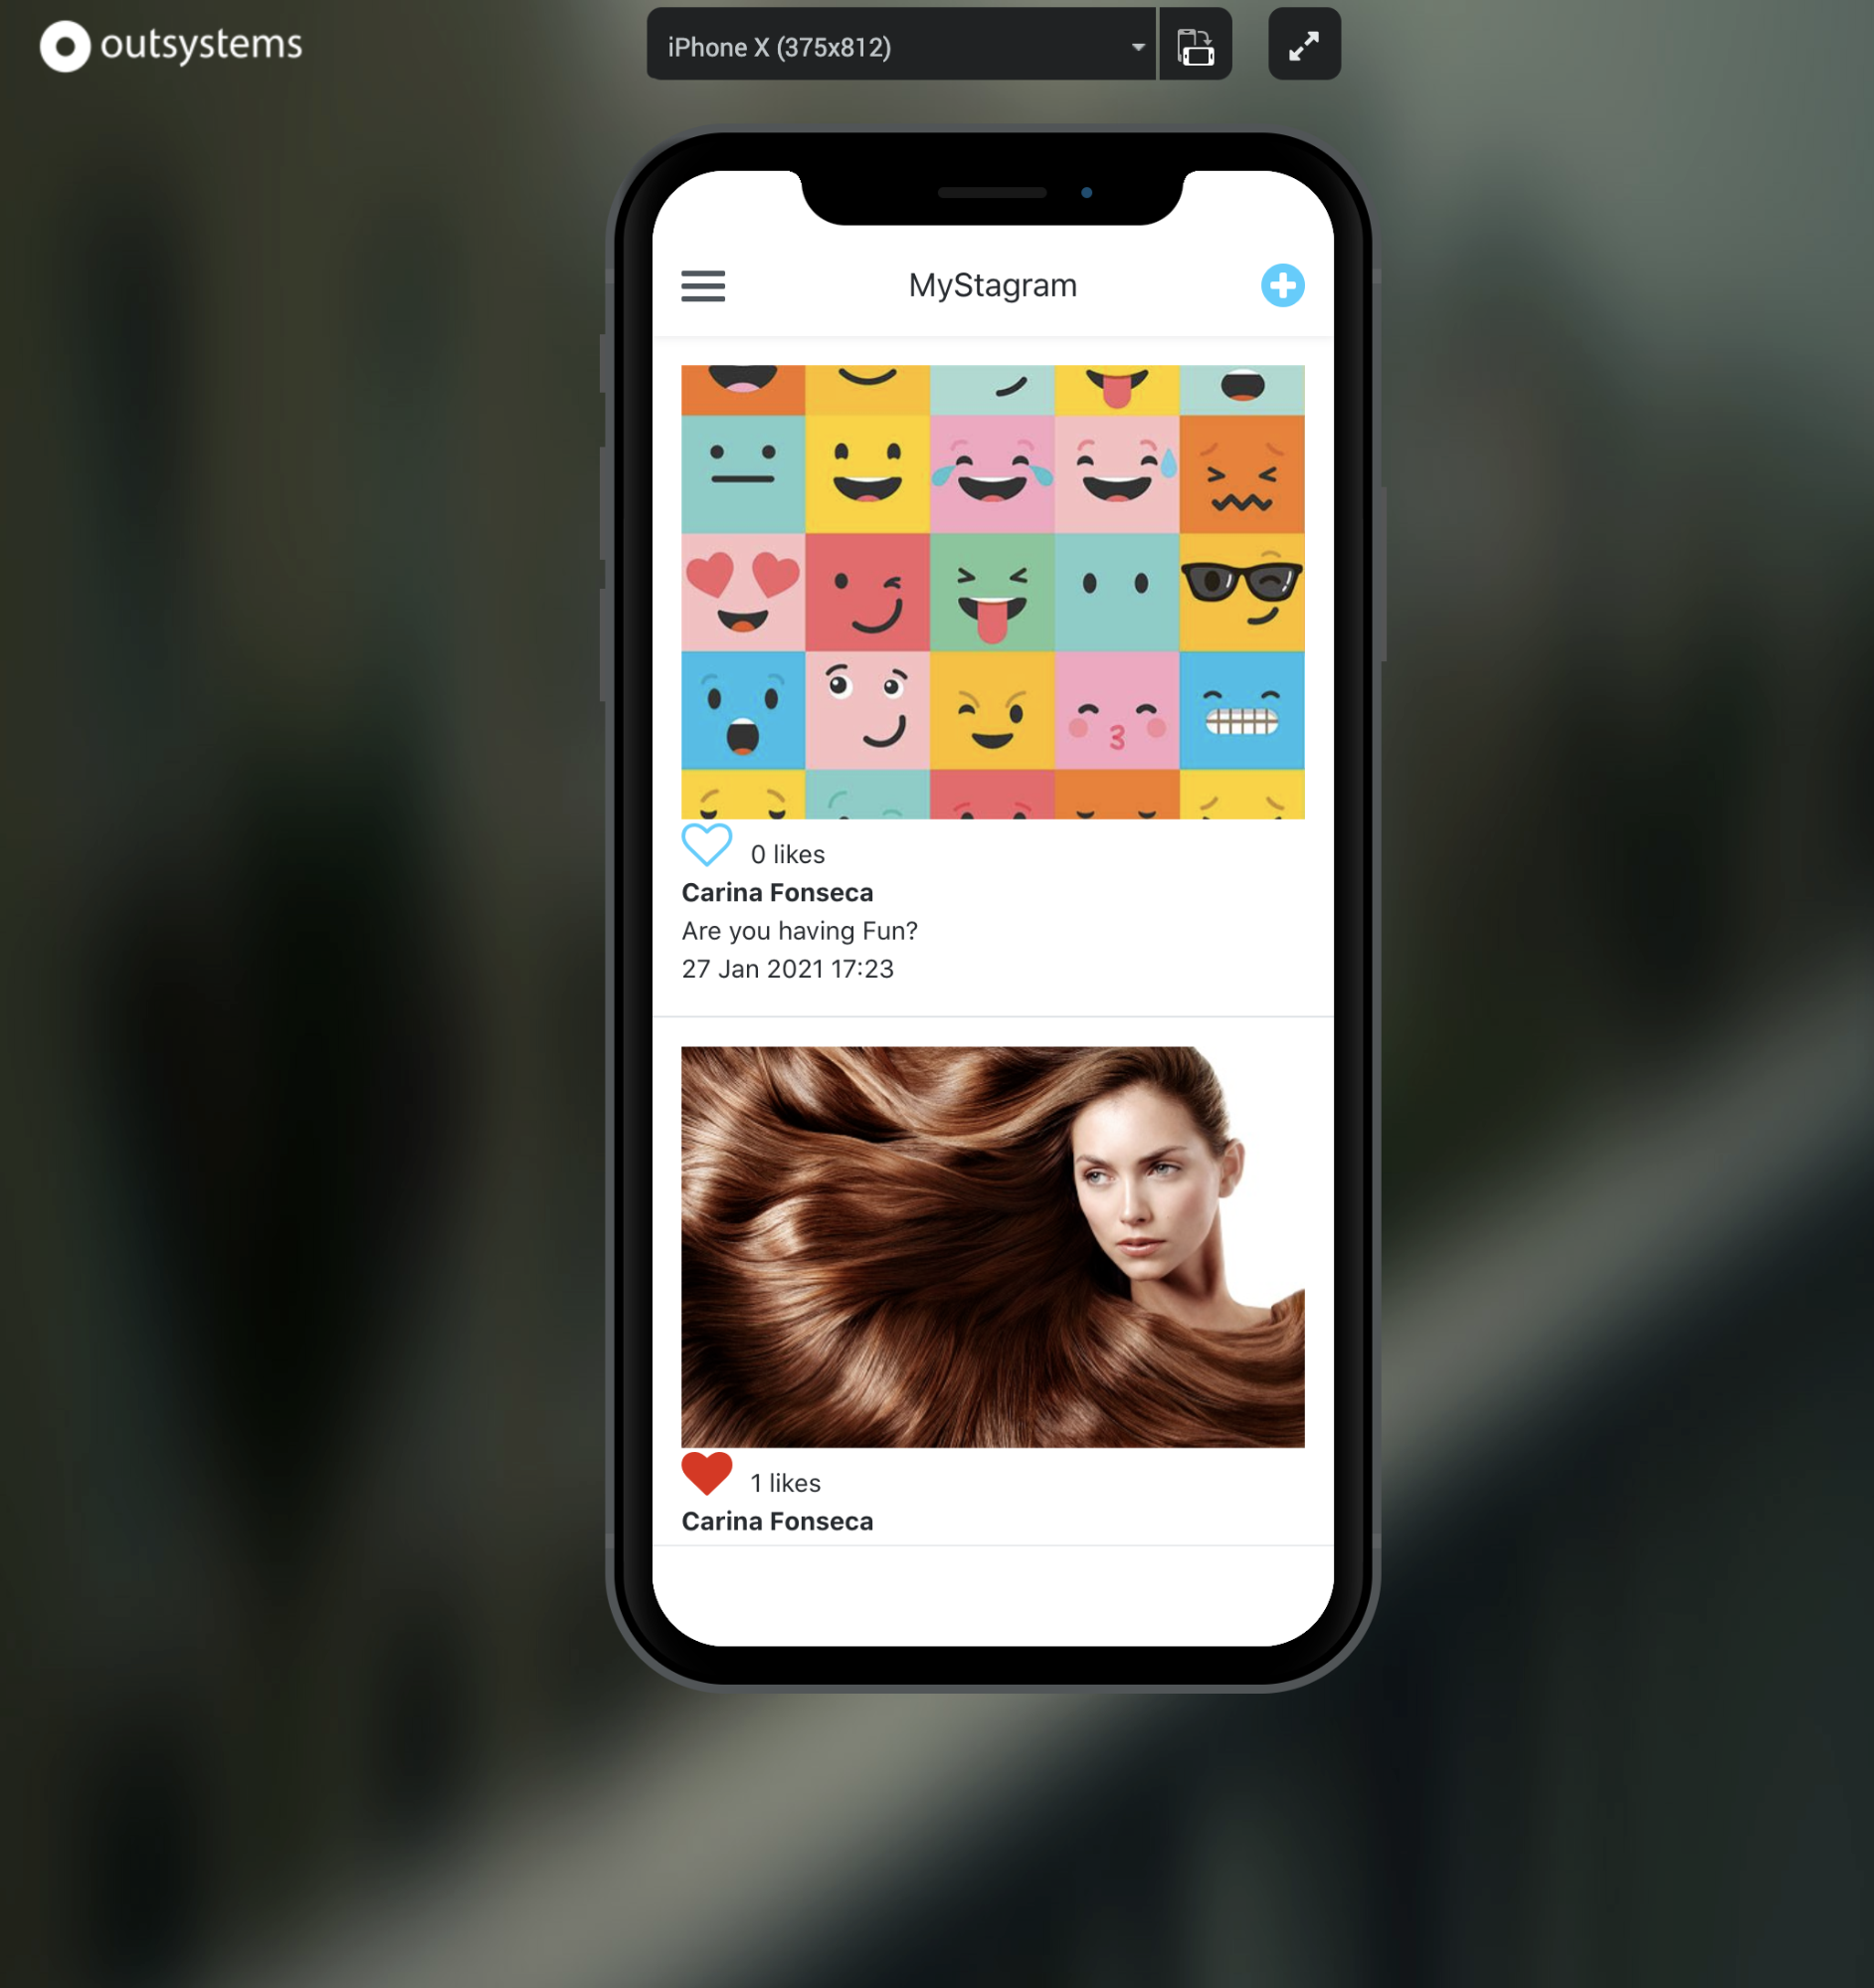 outsystems
iPhone X (375x812)
MyStagram
0 likes
Carina Fonseca
Are you having Fun?
27 Jan 2021 17:23
1 likes
Carina Fonseca